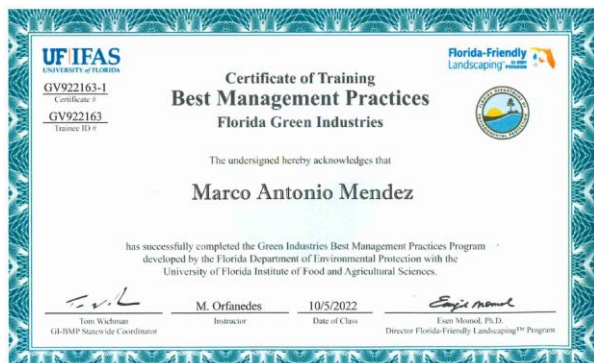 UF|IFAS
UNIVERSITY of FLORIDA
GV922163-1
Certificate #
GV922163
Trainee ID #
Florida-Friendly
Landscaping™ GI-BMP
PROGRAM
Certificate of Training
Best Management Practices
Florida Green Industries
The undersigned hereby acknowledges that
Marco Antonio Mendez
has successfully completed the Green Industries Best Management Practices Program
developed by the Florida Department of Environmental Protection with the
University of Florida Institute of Food and Agricultural Sciences.
Tom Wichman
GI-BMP Statewide Coordinator
M. Orfanedes
Instructor
10/5/2022
Date of Class
Esen Momol, Ph.D.
Director Florida-Friendly Landscaping™ Program